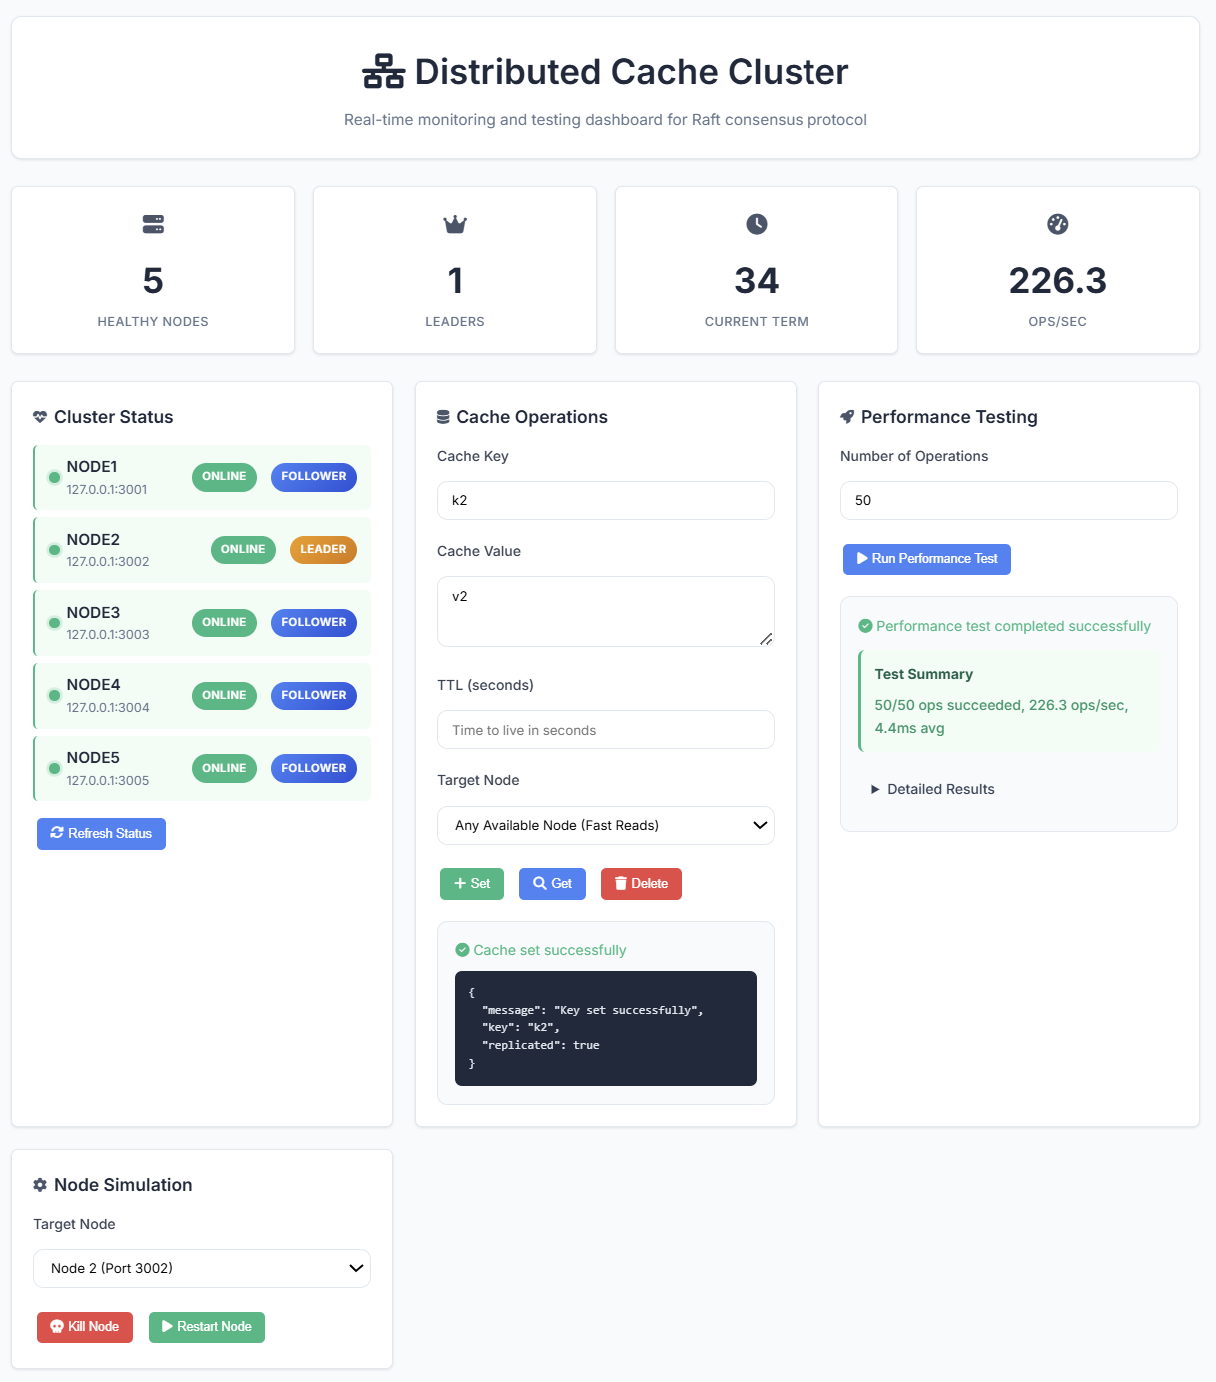 Distributed Cache Cluster
Real-time monitoring and testing dashboard for Raft consensus protocol
5
HEALTHY NODES
1
LEADERS
34
CURRENT TERM
226.3
OPS/SEC
Cluster Status
NODE1
127.0.0.1:3001
ONLINE
FOLLOWER
NODE2
127.0.0.1:3002
ONLINE
LEADER
NODE3
127.0.0.1:3003
ONLINE
FOLLOWER
NODE4
127.0.0.1:3004
ONLINE
FOLLOWER
NODE5
127.0.0.1:3005
ONLINE
FOLLOWER
Refresh Status
Cache Operations
Cache Key
k2
Cache Value
v2
TTL (seconds)
Time to live in seconds
Target Node
Any Available Node (Fast Reads)
Set
Get
Delete
Cache set successfully
{
  "message": "Key set successfully",
  "key": "k2",
  "replicated": true
}
Performance Testing
Number of Operations
50
Run Performance Test
Performance test completed successfully
Test Summary
50/50 ops succeeded, 226.3 ops/sec,
4.4ms avg
Detailed Results
Node Simulation
Target Node
Node 2 (Port 3002)
Kill Node
Restart Node